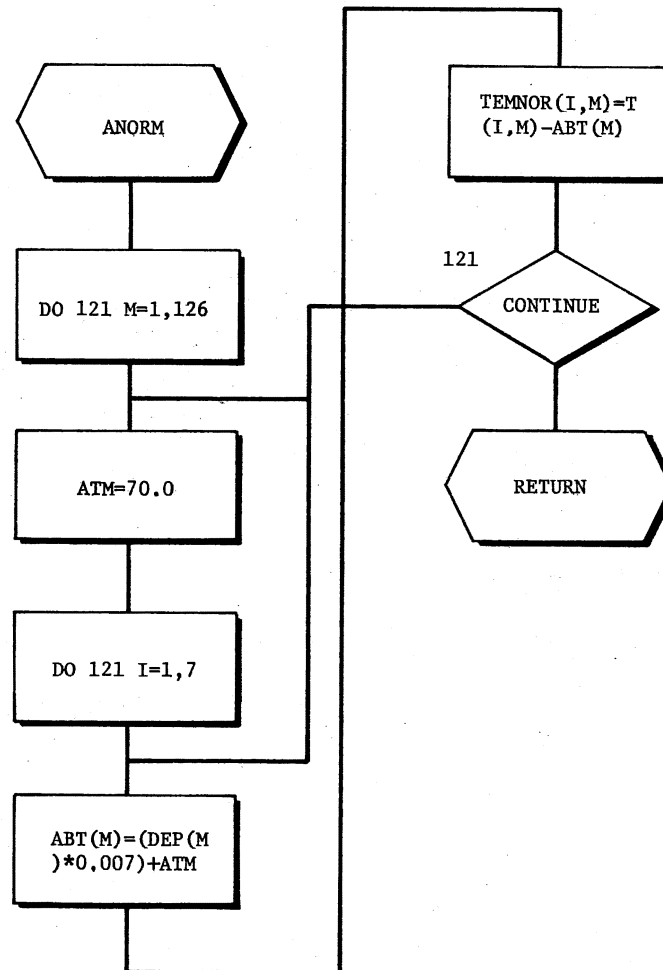 ANORM
DO 121 M=1,126
ATM=70.0
DO 121 I=1,7
ABT(M)=(DEP(M
)*0.007)+ATM
TEMNOR(I,M)=T
(I,M)-ABT(M)
121
CONTINUE
RETURN